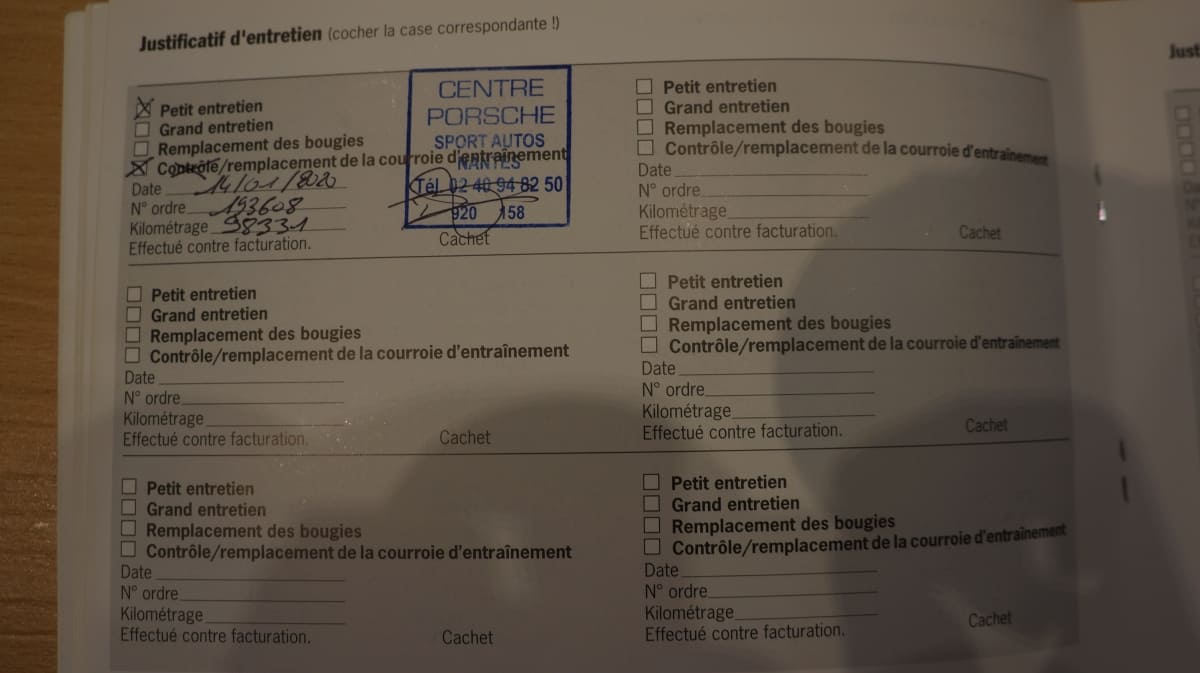 Justificatif d'entretien (cocher la case correspondante !)
Petit entretien
Grand entretien
Remplacement des bougies
Contrôle/remplacement de la courroie d'entraînement
Date 14/01/2020
N° ordre 193608
Kilométrage 98331
Effectué contre facturation.
CENTRE
PORSCHE
SPORT AUTOS
NANTES
Tél 02 40 94 82 50
920 158
Cachet
Petit entretien
Grand entretien
Remplacement des bougies
Contrôle/remplacement de la courroie d'entraînement
Date
N° ordre
Kilométrage
Effectué contre facturation.
Cachet
Petit entretien
Grand entretien
Remplacement des bougies
Contrôle/remplacement de la courroie d'entraînement
Date
N° ordre
Kilométrage
Effectué contre facturation.
Cachet
Petit entretien
Grand entretien
Remplacement des bougies
Contrôle/remplacement de la courroie d'entraînement
Date
N° ordre
Kilométrage
Effectué contre facturation.
Cachet
Petit entretien
Grand entretien
Remplacement des bougies
Contrôle/remplacement de la courroie d'entraînement
Date
N° ordre
Kilométrage
Effectué contre facturation.
Cachet
Petit entretien
Grand entretien
Remplacement des bougies
Contrôle/remplacement de la courroie d'entraînement
Date
N° ordre
Kilométrage
Effectué contre facturation.
Cachet
Just